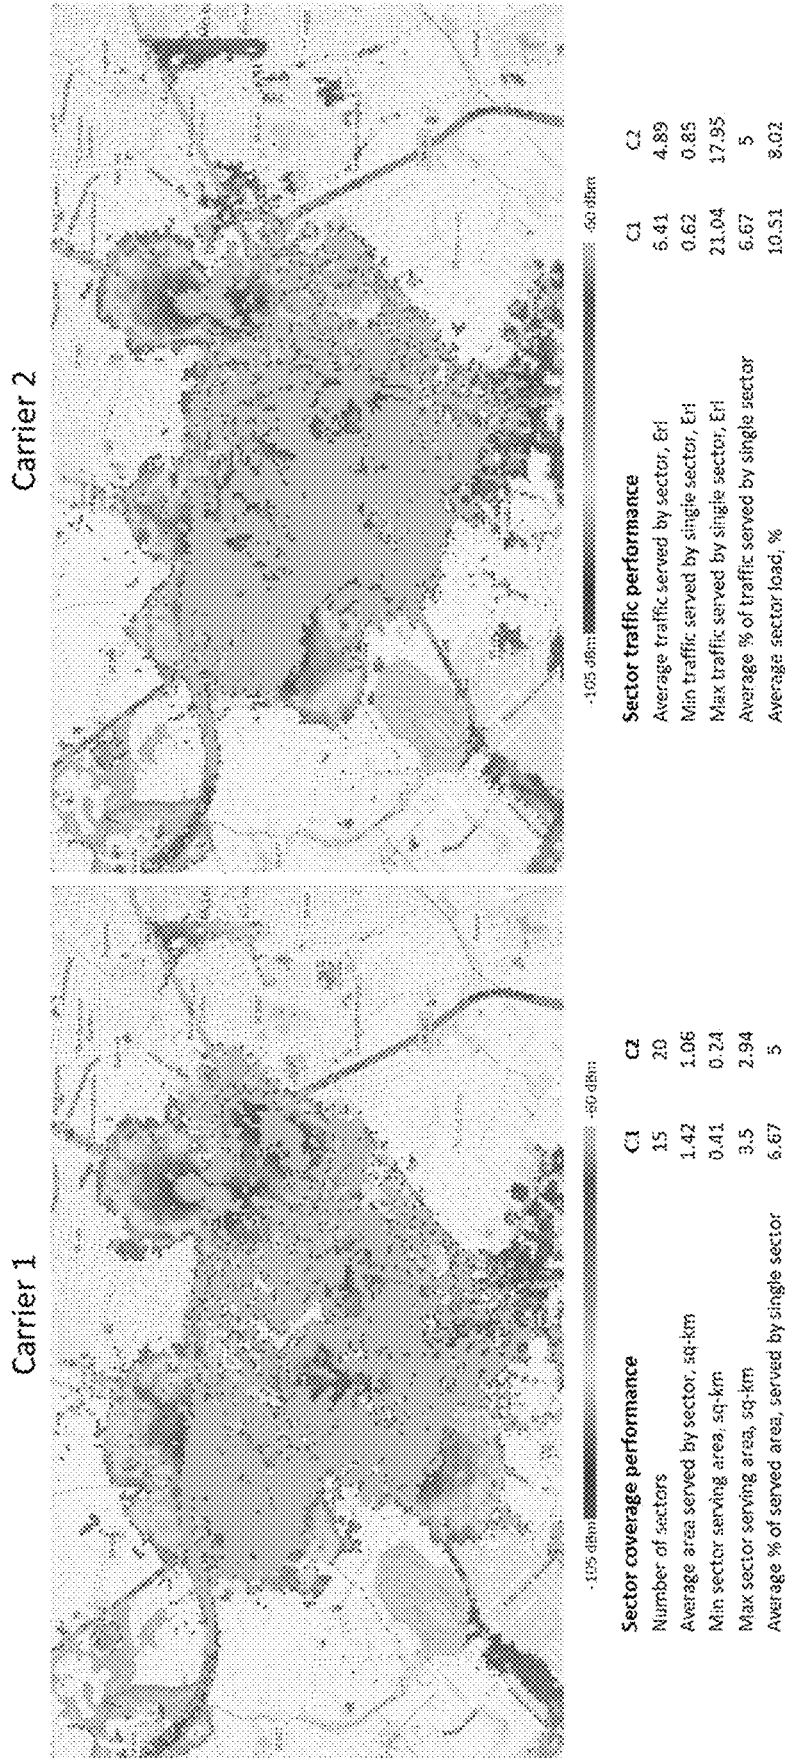 Carrier 1
Carrier 2
-105 dBm -60 dBm
-105 dBm -60 dBm
Sector coverage performance C1 C2
Number of sectors 15 20
Average area served by sector, sq-km 1.42 1.06
Min sector serving area, sq-km 0.41 0.24
Max sector serving area, sq-km 3.5 2.94
Average % of served area, served by single sector 6.67 5
Sector traffic performance C1 C2
Average traffic served by sector, Erl 6.41 4.89
Min traffic served by single sector, Erl 0.62 0.85
Max traffic served by single sector, Erl 21.04 17.95
Average % of traffic served by single sector 6.67 5
Average sector load, % 10.51 8.02